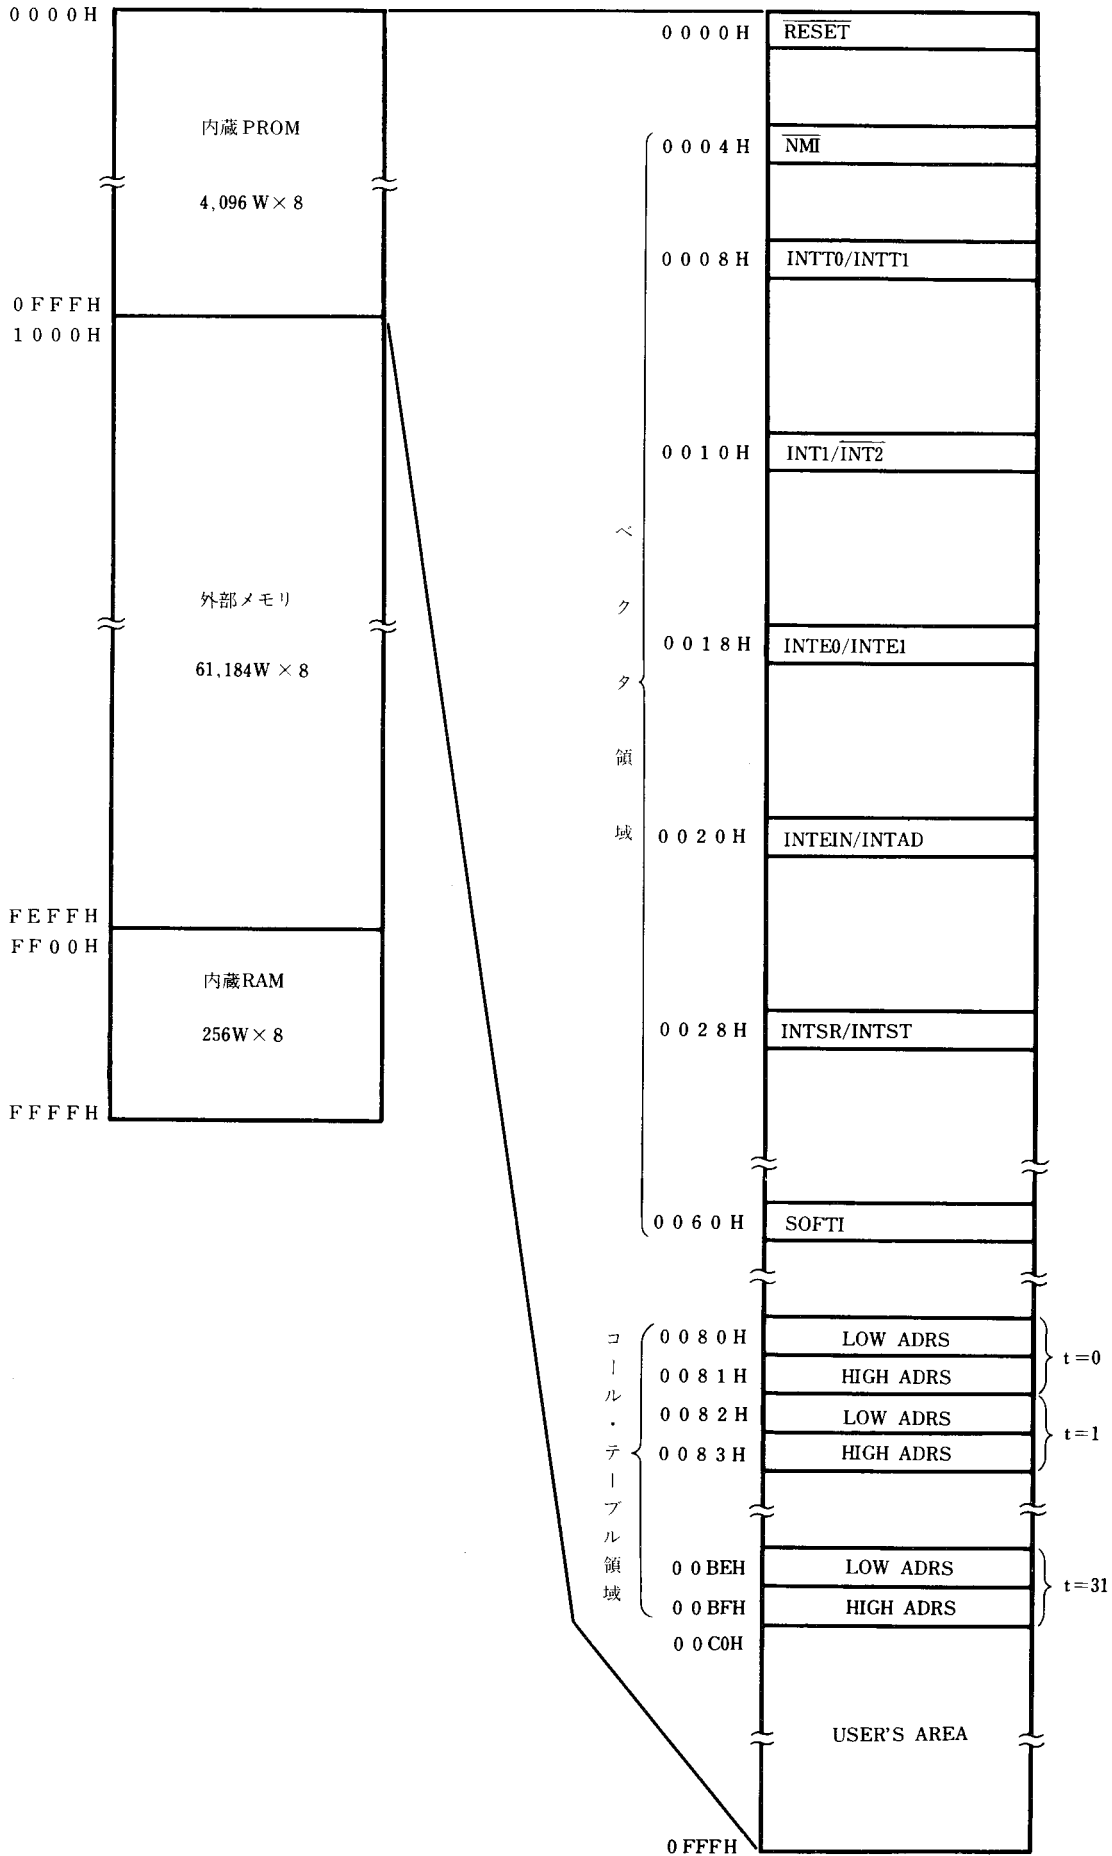 0000H
内蔵PROM
4,096W×8
0FFFH
1000H
外部メモリ
61,184W×8
FEFFH
FF00H
内蔵RAM
256W×8
FFFFH
0000H RESET
0004H NMI
0008H INTT0/INTT1
0010H INT1/INT2
0018H INTE0/INTE1
0020H INTEIN/INTAD
0028H INTSR/INTST
0060H SOFTI
ベクタ領域
0080H LOW ADRS
0081H HIGH ADRS
t=0
0082H LOW ADRS
0083H HIGH ADRS
t=1
00BEH LOW ADRS
00BFH HIGH ADRS
t=31
コール・テーブル領域
00C0H
USER'S AREA
0FFFH